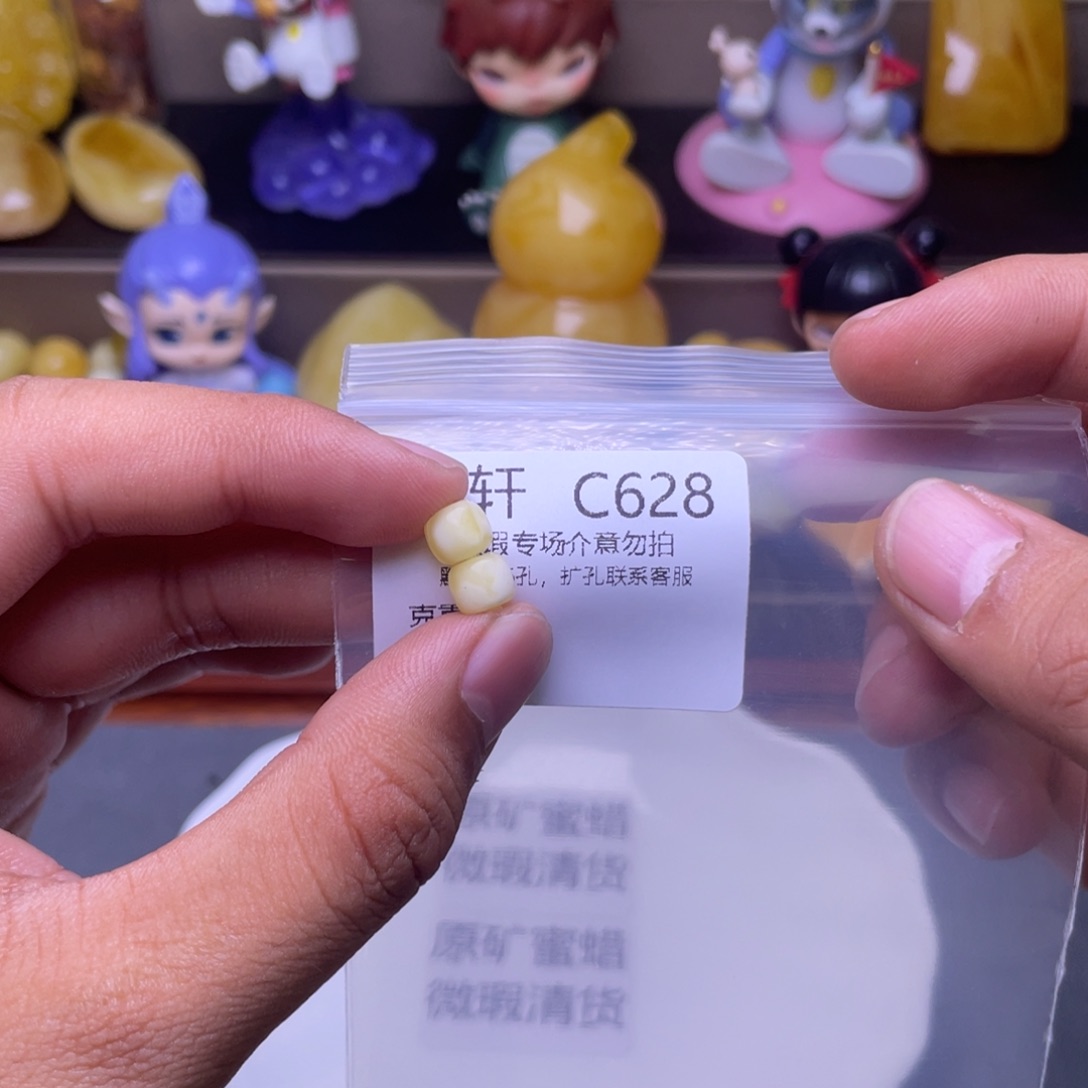 轩 C628
瑕专场介意勿拍
孔，扩孔联系客服
克
原矿蜜蜡
微瑕清货
原矿蜜蜡
微瑕清货